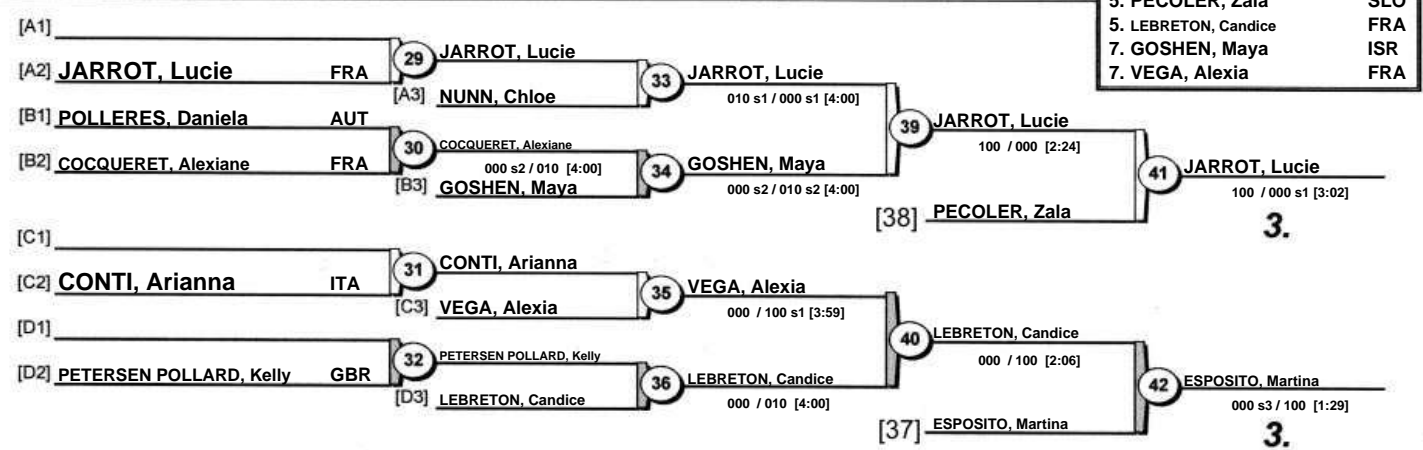 5. PECOLER, Zala SLO
5. LEBRETON, Candice FRA
7. GOSHEN, Maya ISR
7. VEGA, Alexia FRA
[A1]
[A2] JARROT, Lucie FRA
29 JARROT, Lucie
[A3] NUNN, Chloe
33 JARROT, Lucie
010 s1 / 000 s1 [4:00]
[B1] POLLERES, Daniela AUT
[B2] COCQUERET, Alexiane FRA
30 COCQUERET, Alexiane
000 s2 / 010 [4:00]
[B3] GOSHEN, Maya
34 GOSHEN, Maya
000 s2 / 010 s2 [4:00]
39 JARROT, Lucie
100 / 000 [2:24]
[38] PECOLER, Zala
41 JARROT, Lucie
100 / 000 s1 [3:02]
3.
[C1]
[C2] CONTI, Arianna ITA
31 CONTI, Arianna
[C3] VEGA, Alexia
35 VEGA, Alexia
000 / 100 s1 [3:59]
[D1]
[D2] PETERSEN POLLARD, Kelly GBR
32 PETERSEN POLLARD, Kelly
[D3] LEBRETON, Candice
36 LEBRETON, Candice
000 / 010 [4:00]
40 LEBRETON, Candice
000 / 100 [2:06]
[37] ESPOSITO, Martina
42 ESPOSITO, Martina
000 s3 / 100 [1:29]
3.